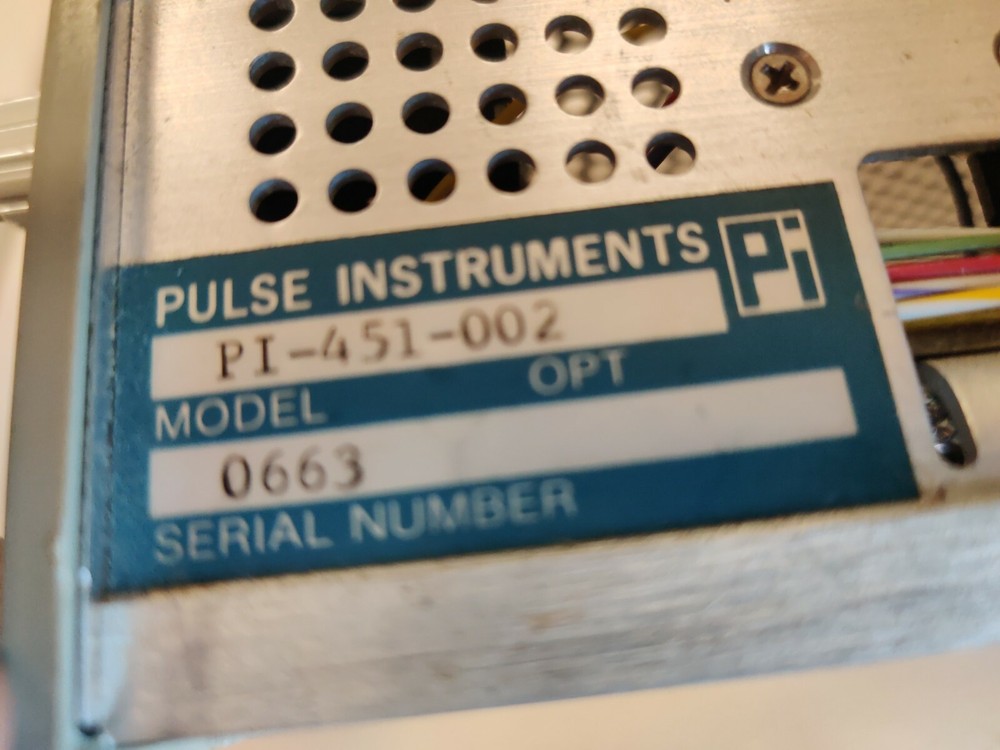 PULSE INSTRUMENTS Pi
PI-451-002
MODEL OPT
0663
SERIAL NUMBER